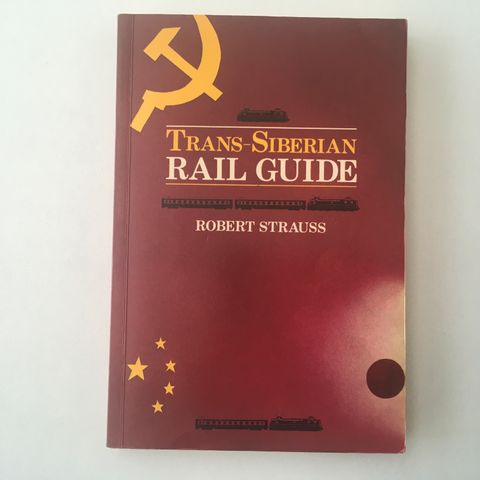 TRANS-SIBERIAN
RAIL GUIDE
ROBERT STRAUSS